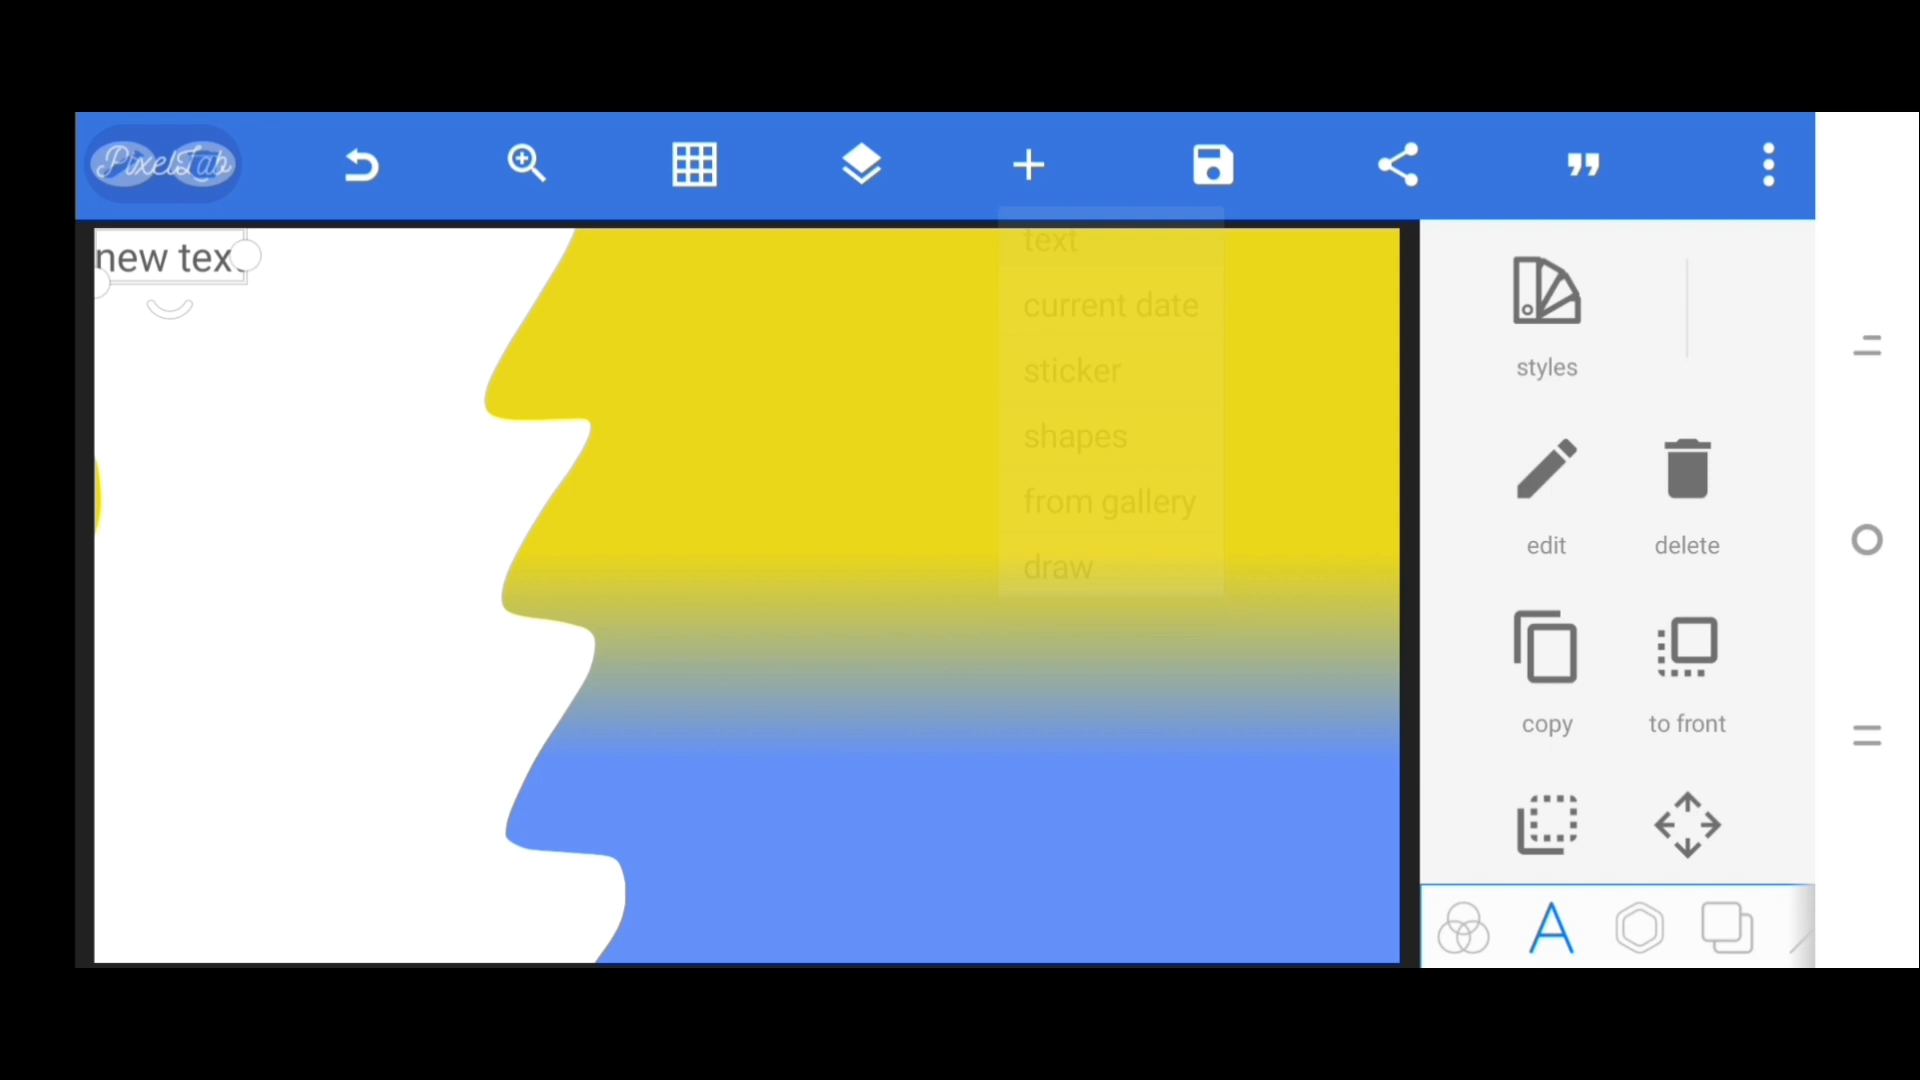 PixelLab
new tex
text
current date
sticker
shapes
from gallery
draw
styles
edit
delete
copy
to front